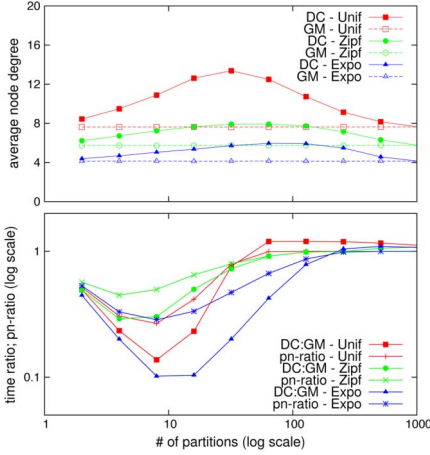 20
16
12
8
4
0
average node degree
DC - Unif
GM - Unif
DC - Zipf
GM - Zipf
DC - Expo
GM - Expo
1
0.1
time ratio; pn-ratio (log scale)
DC:GM - Unif
pn-ratio - Unif
DC:GM - Zipf
pn-ratio - Zipf
DC:GM - Expo
pn-ratio - Expo
1
10
100
1000
# of partitions (log scale)